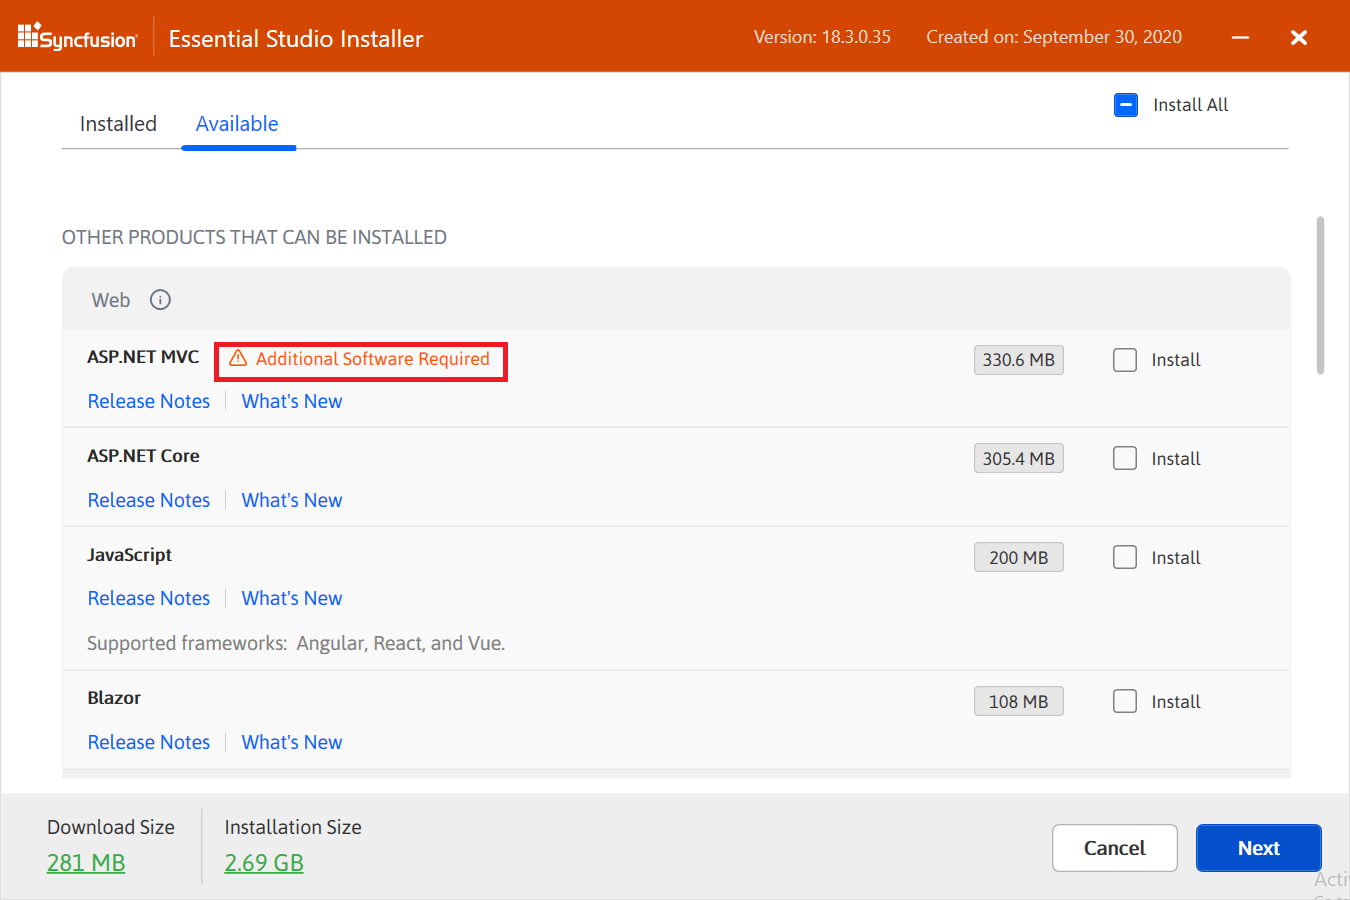 Syncfusion Essential Studio Installer Version: 18.3.0.35 Created on: September 30, 2020
Installed Available Install All
OTHER PRODUCTS THAT CAN BE INSTALLED
Web
ASP.NET MVC Additional Software Required 330.6 MB Install
Release Notes What's New
ASP.NET Core 305.4 MB Install
Release Notes What's New
JavaScript 200 MB Install
Release Notes What's New
Supported frameworks: Angular, React, and Vue.
Blazor 108 MB Install
Release Notes What's New
Download Size Installation Size
281 MB 2.69 GB
Cancel Next
Acti